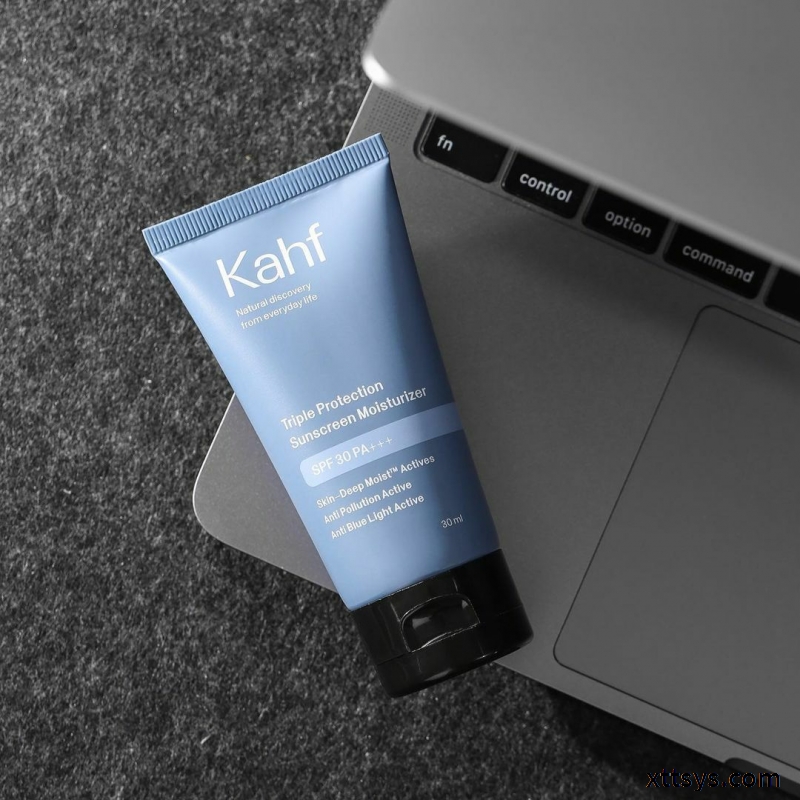 Kahf
Natural discovery
from everyday life
Triple Protection
Sunscreen Moisturizer
SPF 30 PA+++
Skin-Deep Moist™ Actives
Anti Pollution Active
Anti Blue Light Active
30 ml
fn
control
option
command
xttsys.com